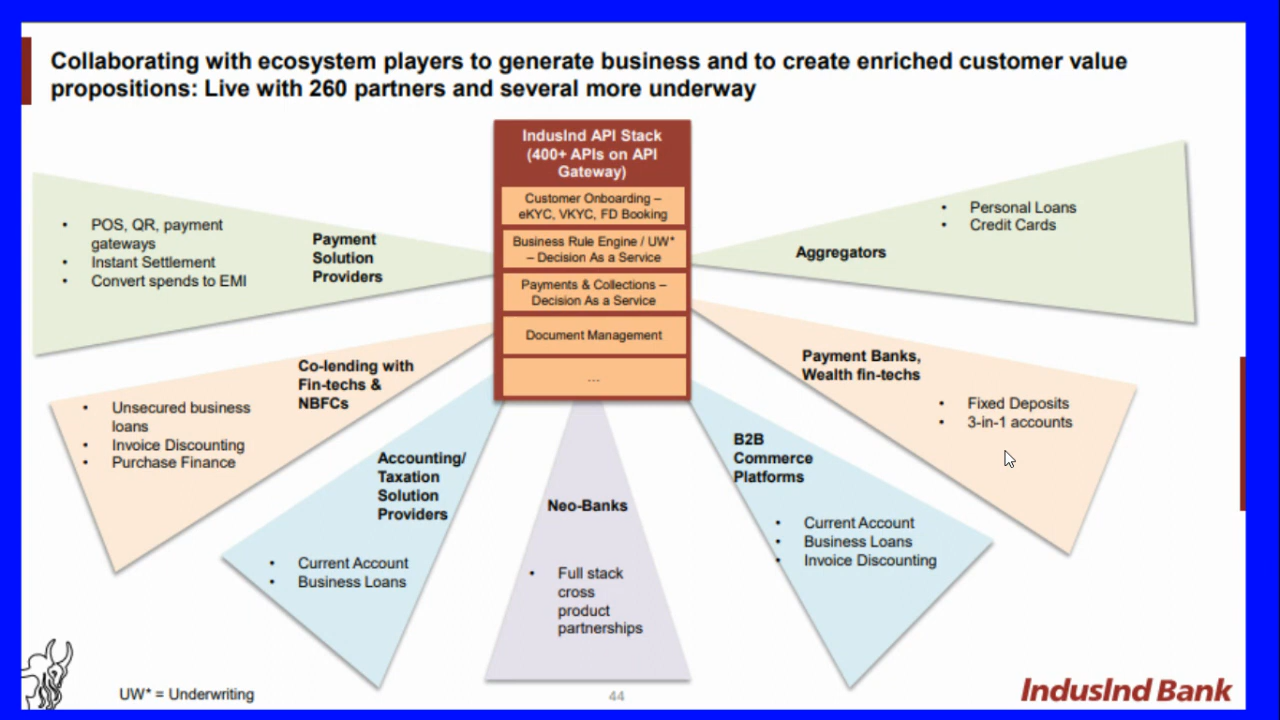 Collaborating with ecosystem players to generate business and to create enriched customer value
propositions: Live with 260 partners and several more underway
IndusInd API Stack
(400+ APIs on API
Gateway)
Customer Onboarding –
eKYC, VKYC, FD Booking
Business Rule Engine / UW*
– Decision As a Service
Payments & Collections –
Decision As a Service
Document Management
...
Payment
Solution
Providers
• POS, QR, payment
gateways
• Instant Settlement
• Convert spends to EMI
Aggregators
• Personal Loans
• Credit Cards
Co-lending with
Fin-techs &
NBFCs
• Unsecured business
loans
• Invoice Discounting
• Purchase Finance
Payment Banks,
Wealth fin-techs
• Fixed Deposits
• 3-in-1 accounts
Accounting/
Taxation
Solution
Providers
• Current Account
• Business Loans
Neo-Banks
• Full stack
cross
product
partnerships
B2B
Commerce
Platforms
• Current Account
• Business Loans
• Invoice Discounting
UW* = Underwriting
44
IndusInd Bank